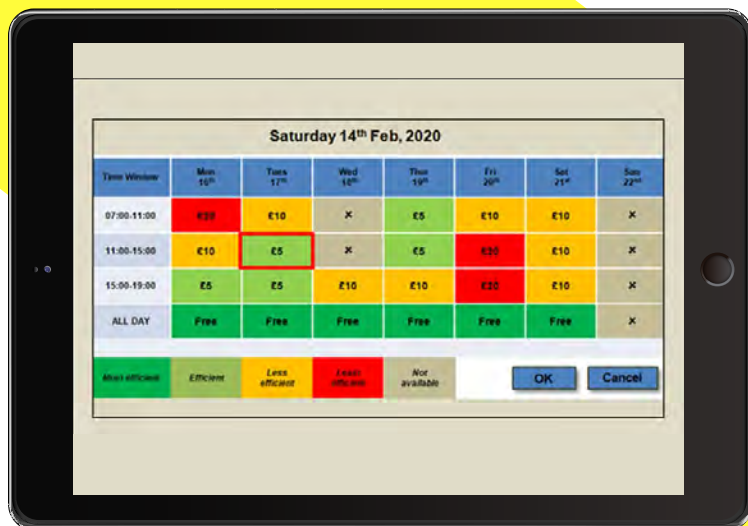 Saturday 14th Feb, 2020
Time Window Mon 16th Tues 17th Wed 18th Thur 19th Fri 20th Sat 21st Sun 22nd
07:00-11:00 £20 £10 x £5 £10 £10 x
11:00-15:00 £10 £5 x £5 £20 £10 x
15:00-19:00 £5 £5 £10 £10 £20 £10 x
ALL DAY Free Free Free Free Free Free x
Most efficient Efficient Less efficient Least efficient Not available OK Cancel